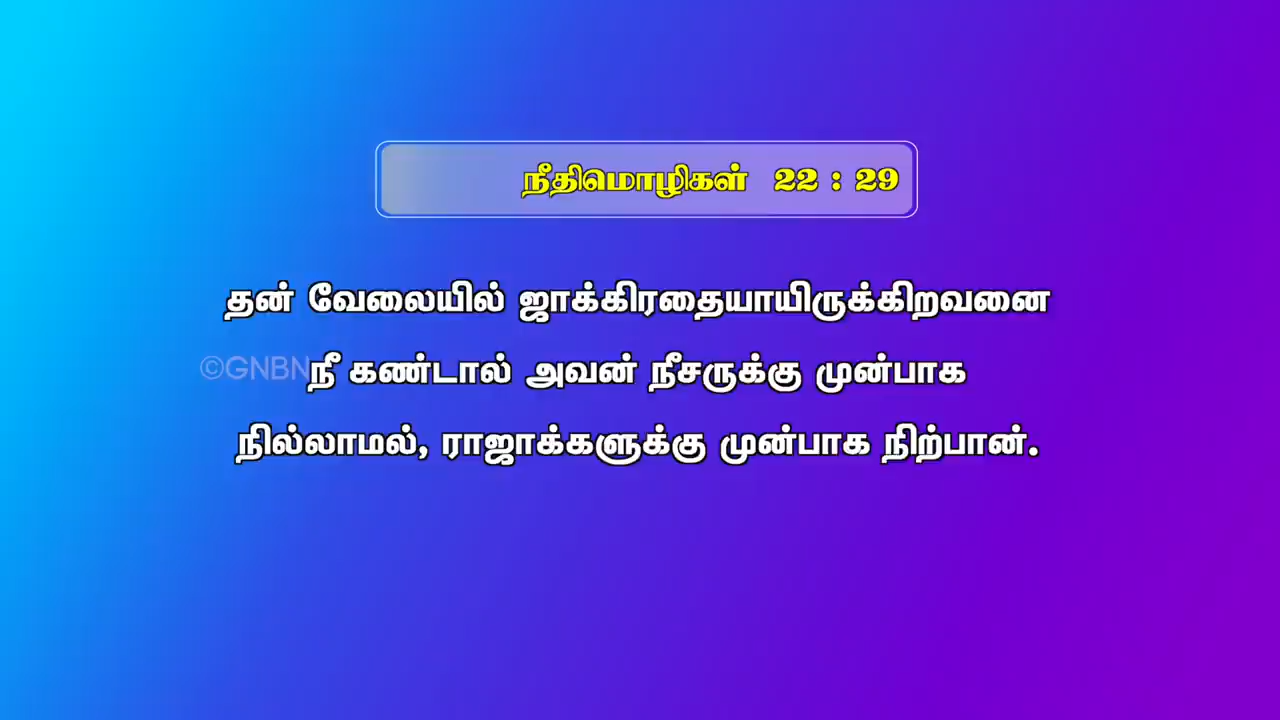 நீதிமொழிகள் 22 : 29
தன் வேலையில் ஜாக்கிரதையாயிருக்கிறவனை
©GNBN
நீ கண்டால் அவன் நீசருக்கு முன்பாக
நில்லாமல், ராஜாக்களுக்கு முன்பாக நிற்பான்.